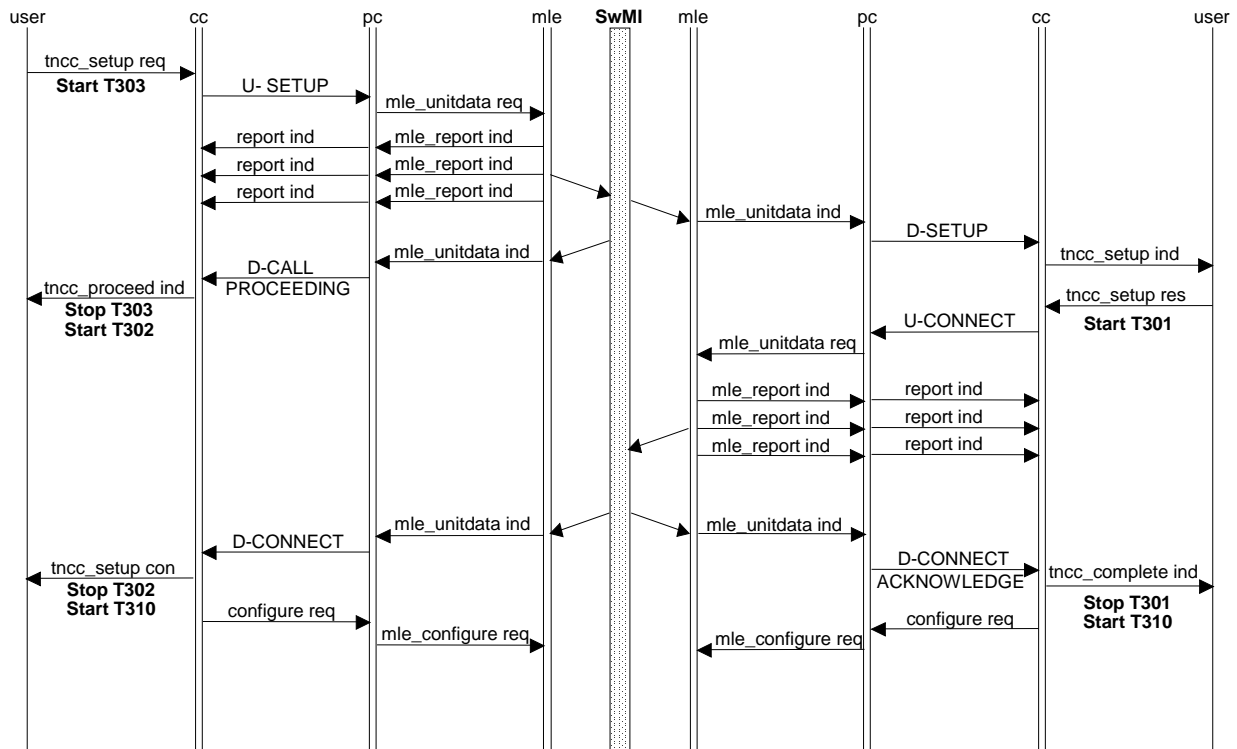 user cc pc mle SwMI mle pc cc user
tncc_setup req
Start T303
U- SETUP
mle_unitdata req
report ind mle_report ind
report ind mle_report ind
report ind mle_report ind
mle_unitdata ind
D-SETUP
mle_unitdata ind
tncc_setup ind
D-CALL
PROCEEDING
tncc_proceed ind
Stop T303
Start T302
tncc_setup res
Start T301
U-CONNECT
mle_unitdata req
mle_report ind report ind
mle_report ind report ind
mle_report ind report ind
mle_unitdata ind mle_unitdata ind
D-CONNECT
D-CONNECT
ACKNOWLEDGE
tncc_setup con
Stop T302
Start T310
tncc_complete ind
Stop T301
Start T310
configure req configure req
mle_configure req mle_configure req